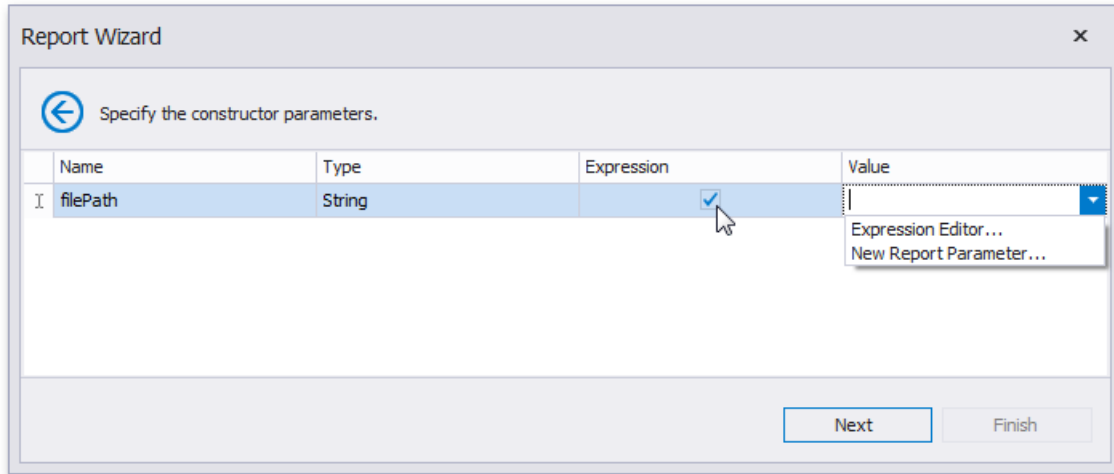 Report Wizard
Specify the constructor parameters.
Name Type Expression Value
filePath String
Expression Editor...
New Report Parameter...
Next Finish